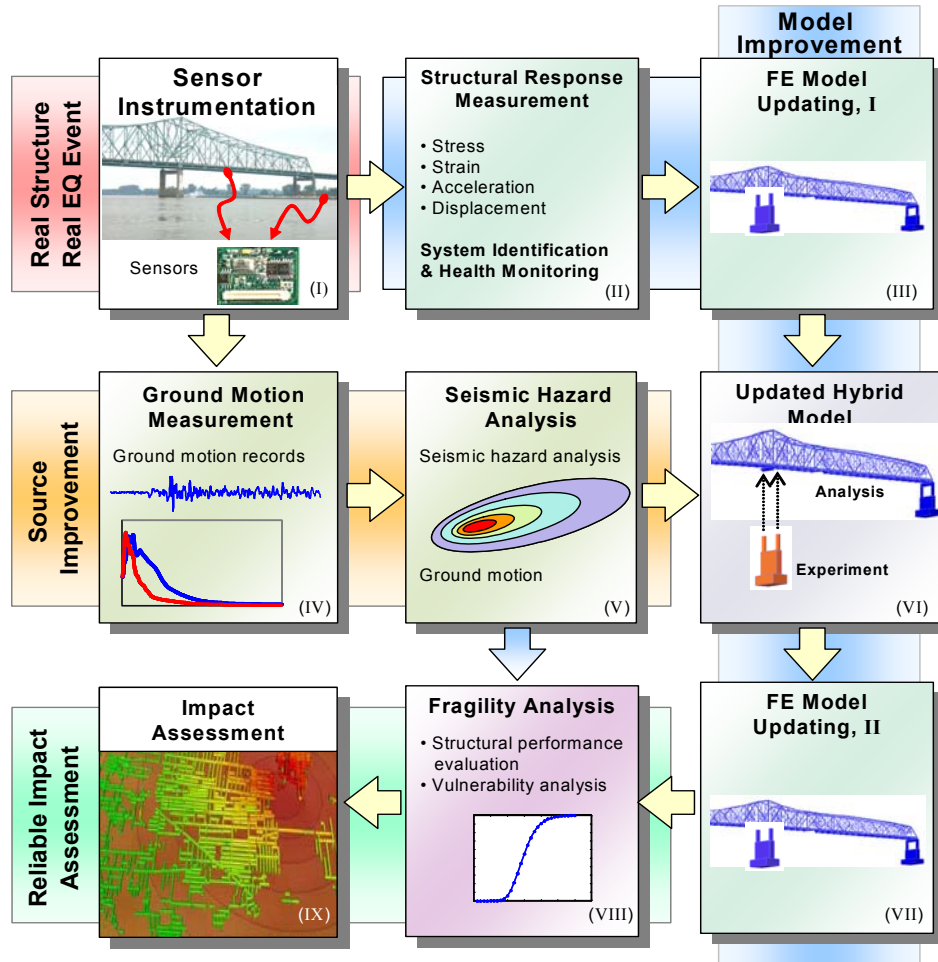 Model
Improvement
Real Structure
Real EQ Event
Sensor
Instrumentation
Sensors
(I)
Structural Response
Measurement
• Stress
• Strain
• Acceleration
• Displacement
System Identification
& Health Monitoring
(II)
FE Model
Updating, I
(III)
Source
Improvement
Ground Motion
Measurement
Ground motion records
(IV)
Seismic Hazard
Analysis
Seismic hazard analysis
Ground motion
(V)
Updated Hybrid
Model
Analysis
Experiment
(VI)
Reliable Impact
Assessment
Impact
Assessment
(IX)
Fragility Analysis
• Structural performance
evaluation
• Vulnerability analysis
(VIII)
FE Model
Updating, II
(VII)